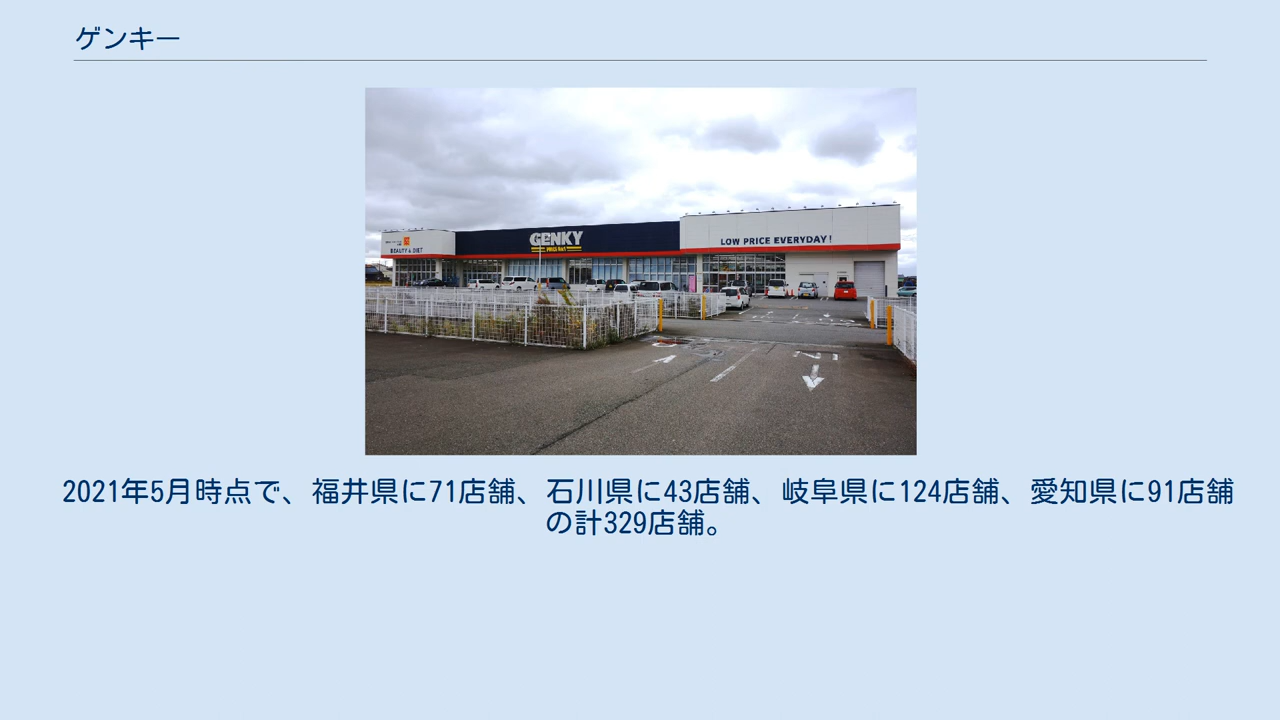 ゲンキー
BEAUTY & DIET
GENKY
LOW PRICE EVERYDAY!
2021年5月時点で、福井県に71店舗、石川県に43店舗、岐阜県に124店舗、愛知県に91店舗
の計329店舗。